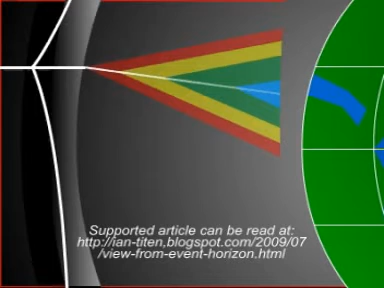 Supported article can be read at:
http://ian-titen,blogspot.com/2009/07
/view-from-event-horizon.html